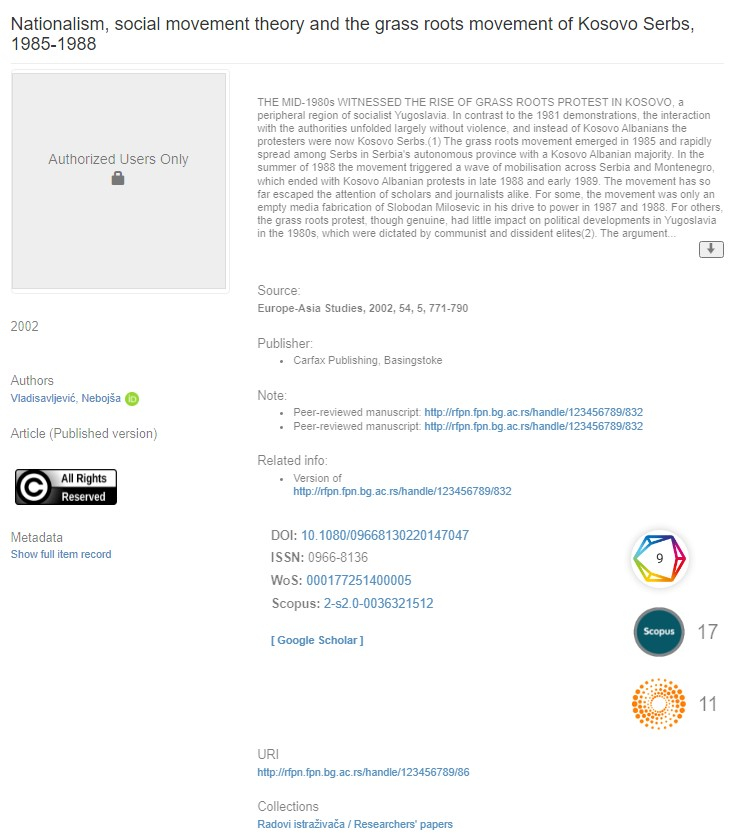 Nationalism, social movement theory and the grass roots movement of Kosovo Serbs,
1985-1988
Authorized Users Only
2002
Authors
Vladisavljević, Nebojša
iD
Article (Published version)
All Rights
Reserved
Metadata
Show full item record
THE MID-1980s WITNESSED THE RISE OF GRASS ROOTS PROTEST IN KOSOVO, a
peripheral region of socialist Yugoslavia. In contrast to the 1981 demonstrations, the interaction
with the authorities unfolded largely without violence, and instead of Kosovo Albanians the
protesters were now Kosovo Serbs.(1) The grass roots movement emerged in 1985 and rapidly
spread among Serbs in Serbia's autonomous province with a Kosovo Albanian majority. In the
summer of 1988 the movement triggered a wave of mobilisation across Serbia and Montenegro,
which ended with Kosovo Albanian protests in late 1988 and early 1989. The movement has so
far escaped the attention of scholars and journalists alike. For some, the movement was only an
empty media fabrication of Slobodan Milosevic in his drive to power in 1987 and 1988. For others,
the grass roots protest, though genuine, had little impact on political developments in Yugoslavia
in the 1980s, which were dictated by communist and dissident elites(2). The argument...
Source:
Europe-Asia Studies, 2002, 54, 5, 771-790
Publisher:
• Carfax Publishing, Basingstoke
Note:
• Peer-reviewed manuscript: http://rfpn.fpn.bg.ac.rs/handle/123456789/832
• Peer-reviewed manuscript: http://rfpn.fpn.bg.ac.rs/handle/123456789/832
Related info:
• Version of
http://rfpn.fpn.bg.ac.rs/handle/123456789/832
DOI: 10.1080/09668130220147047
ISSN: 0966-8136
WoS: 000177251400005
Scopus: 2-s2.0-0036321512
[ Google Scholar ]
9
Scopus 17
11
URI
http://rfpn.fpn.bg.ac.rs/handle/123456789/86
Collections
Radovi istraživača / Researchers' papers